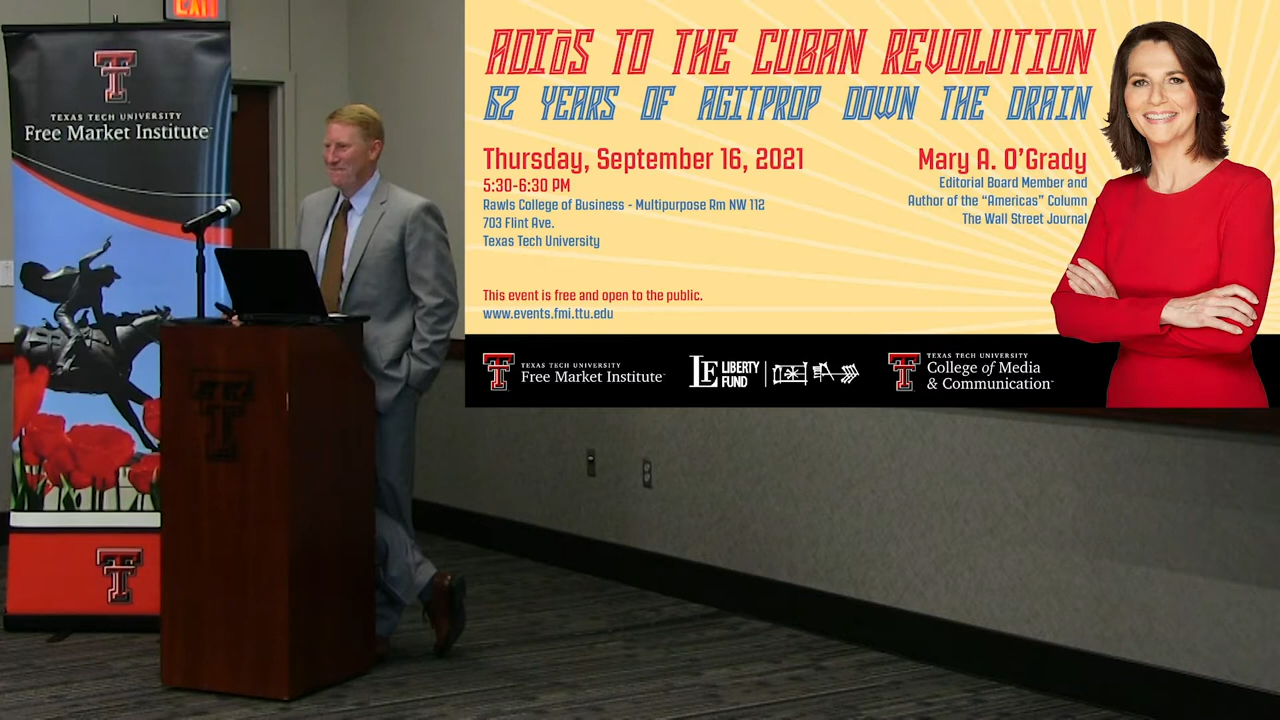 EXIT
TEXAS TECH UNIVERSITY
Free Market Institute™
ADIōS TO THE CUBAN REVOLUTION
62 YEARS OF AGITPROP DOWN THE DRAIN
Thursday, September 16, 2021
5:30-6:30 PM
Rawls College of Business - Multipurpose Rm NW 112
703 Flint Ave.
Texas Tech University
Mary A. O'Grady
Editorial Board Member and
Author of the “Americas” Column
The Wall Street Journal
This event is free and open to the public.
www.events.fmi.ttu.edu
TEXAS TECH UNIVERSITY
Free Market Institute™
LF LIBERTY
FUND
TEXAS TECH UNIVERSITY
College of Media
& Communication™